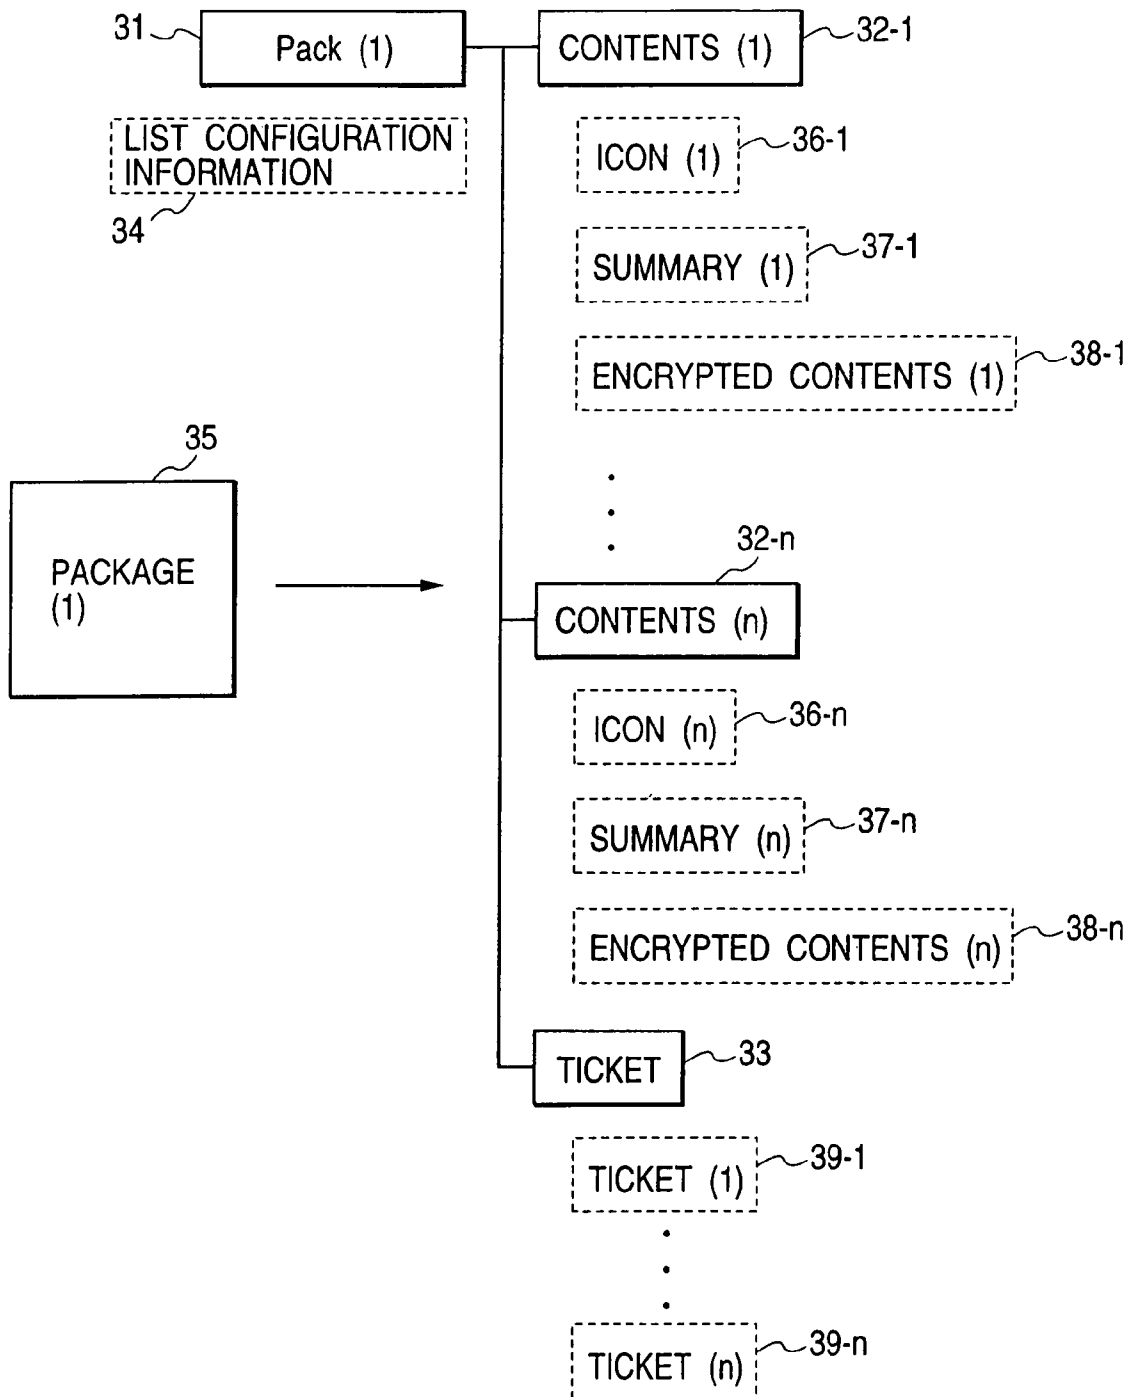 31
Pack (1)
CONTENTS (1)
32-1
LIST CONFIGURATION
INFORMATION
34
ICON (1)
36-1
SUMMARY (1)
37-1
ENCRYPTED CONTENTS (1)
38-1
35
PACKAGE
(1)
32-n
CONTENTS (n)
ICON (n)
36-n
SUMMARY (n)
37-n
ENCRYPTED CONTENTS (n)
38-n
TICKET
33
TICKET (1)
39-1
TICKET (n)
39-n